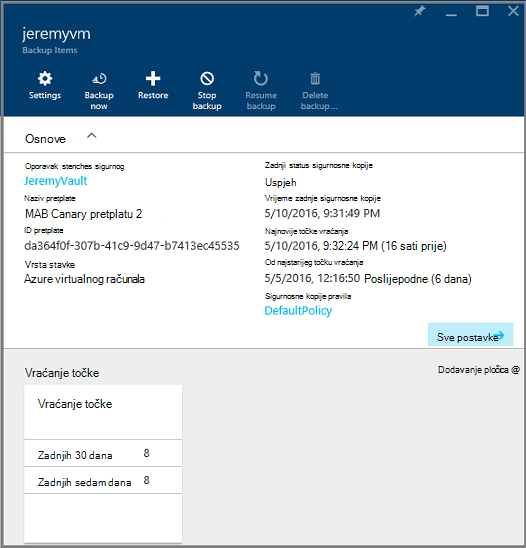 jeremyvm
Backup Items
Settings
Backup now
Restore
Stop backup
Resume backup
Delete backup ...
Osnove
Oporavak stenches sigurnog
JeremyVault
Naziv pretplate
MAB Canary pretplatu 2
ID pretplate
da364f0f-307b-41c9-9d47-b7413ec45535
Vrsta stavke
Azure virtualnog računala
Zadnji status sigurnosne kopije
Uspjeh
Vrijeme zadnje sigurnosne kopije
5/10/2016, 9:31:49 PM
Najnovije točke vraćanja
5/10/2016, 9:32:24 PM (16 sati prije)
Od najstarijeg točku vraćanja
5/5/2016, 12:16:50 Poslijepodne (6 dana)
Sigurnosne kopije pravila
DefaultPolicy
Sve postavke
Vraćanje točke
Dodavanje pločica @
Vraćanje točke
Zadnjih 30 dana 8
Zadnjih sedam dana 8